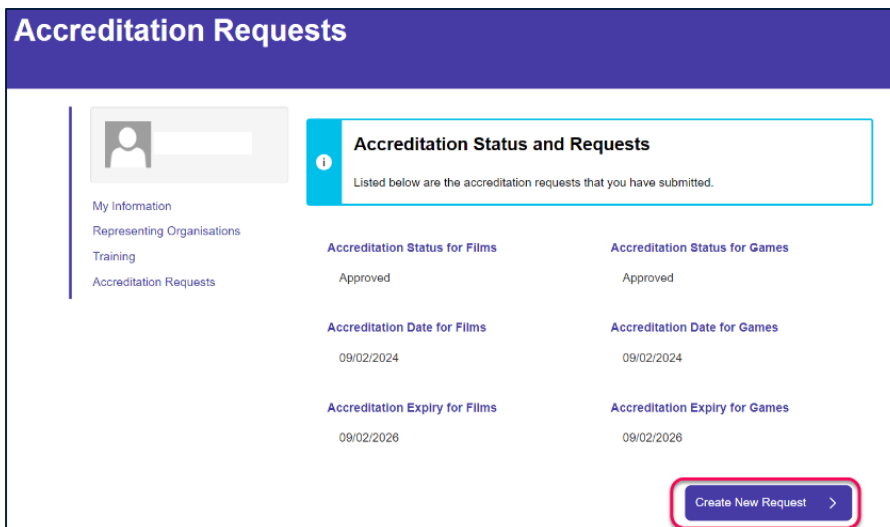 Accreditation Requests
My Information
Representing Organisations
Training
Accreditation Requests
Accreditation Status and Requests
Listed below are the accreditation requests that you have submitted.
Accreditation Status for Films
Accreditation Status for Games
Approved
Approved
Accreditation Date for Films
Accreditation Date for Games
09/02/2024
09/02/2024
Accreditation Expiry for Films
Accreditation Expiry for Games
09/02/2026
09/02/2026
Create New Request